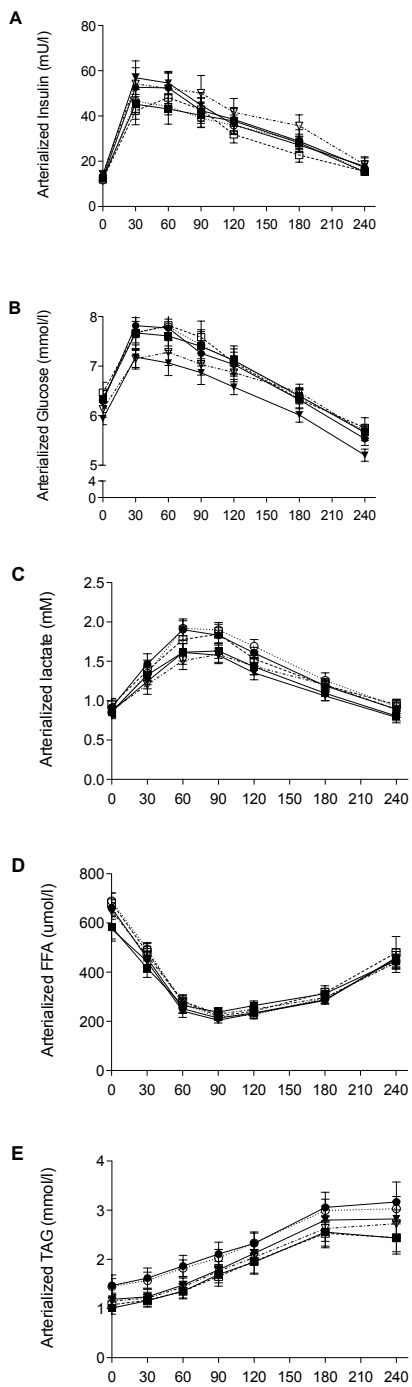 A
Arterialized Insulin (mU/l)
80
60
40
20
0
0 30 60 90 120 150 180 210 240
B
Arterialized Glucose (mmol/l)
8
7
6
5
4
0
0 30 60 90 120 150 180 210 240
C
Arterialized lactate (mM)
2.5
2.0
1.5
1.0
0.5
0.0
0 30 60 90 120 150 180 210 240
D
Arterialized FFA (umol/l)
800
600
400
200
0
0 30 60 90 120 150 180 210 240
E
Arterialized TAG (mmol/l)
4
3
2
1
0
0 30 60 90 120 150 180 210 240